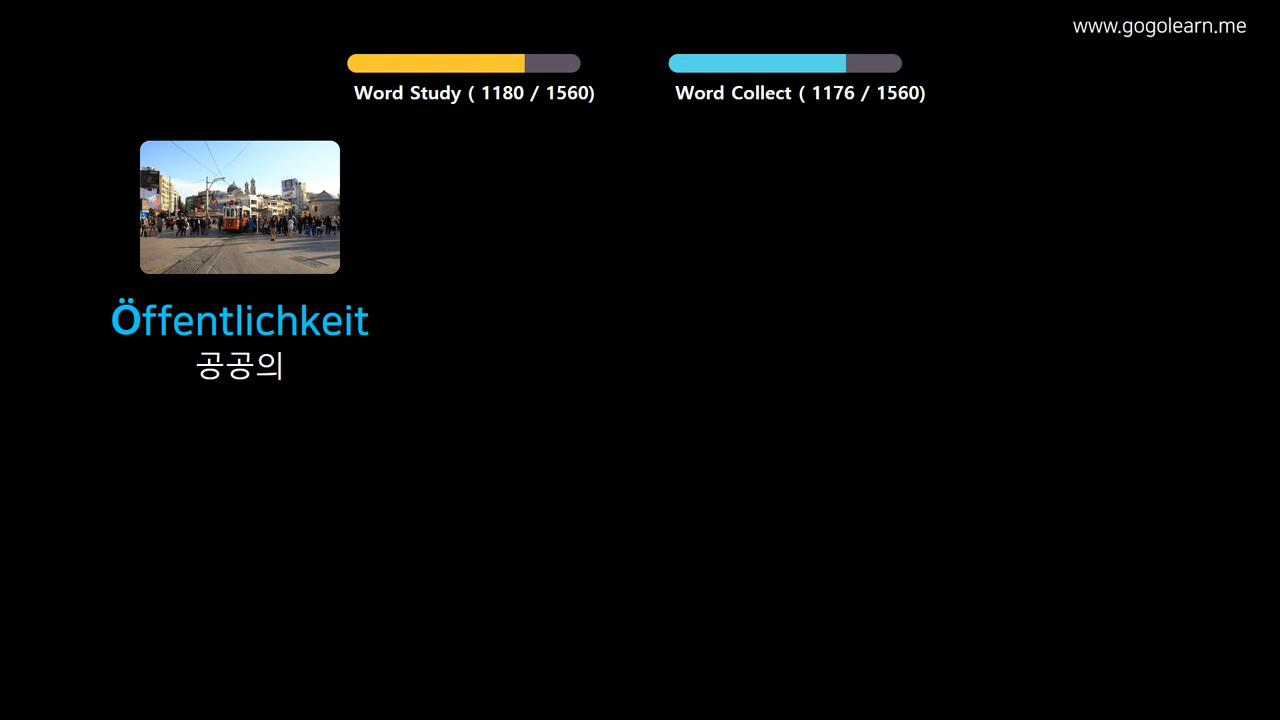 www.gogolearn.me
Word Study ( 1180 / 1560)
Word Collect ( 1176 / 1560)
Öffentlichkeit
공공의